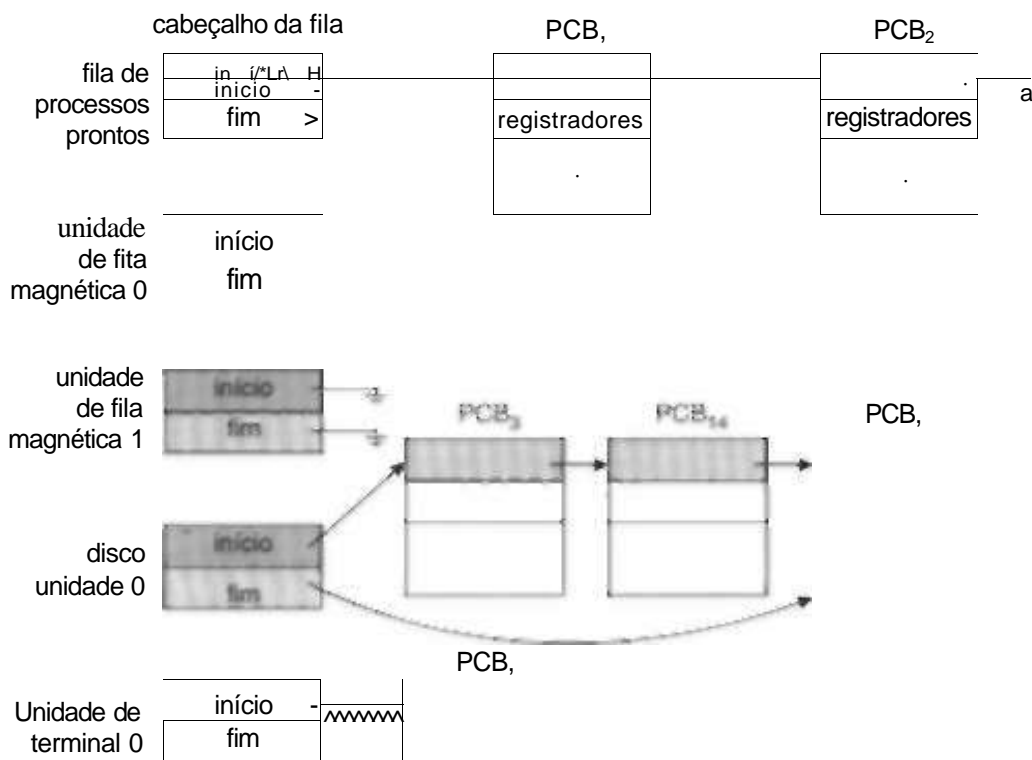 cabeçalho da fila
PCB,
PCB₂
fila de
processos
prontos
inicio -
fim >
registradores
registradores
a
unidade
de fita
magnética 0
início
fim
unidade
de fila
magnética 1
início
fim
PCB₃
PCB₁₄
PCB,
disco
unidade 0
início
fim
PCB,
Unidade de
terminal 0
início -
fim